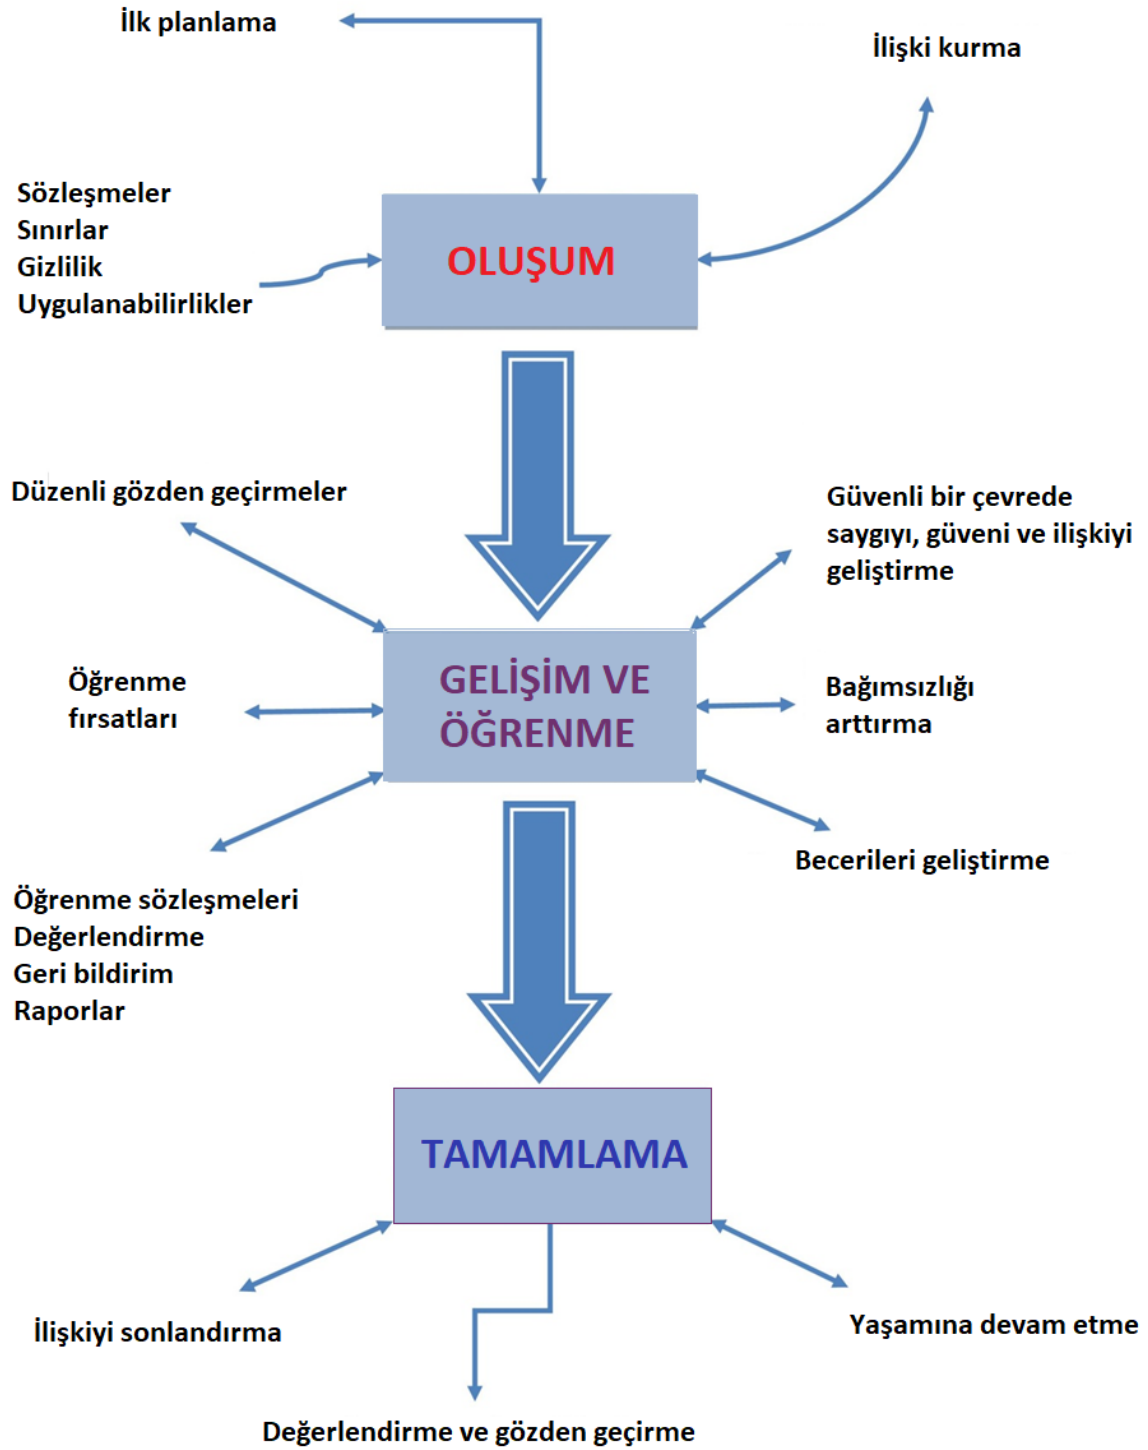 İlk planlama
İlişki kurma
Sözleşmeler
Sınırlar
Gizlilik
Uygulanabilirlikler
OLUŞUM
Düzenli gözden geçirmeler
Güvenli bir çevrede
saygıyı, güveni ve ilişkiyi
geliştirme
Öğrenme
fırsatları
GELİŞİM VE
ÖĞRENME
Bağımsızlığı
arttırma
Becerileri geliştirme
Öğrenme sözleşmeleri
Değerlendirme
Geri bildirim
Raporlar
TAMAMLAMA
İlişkiyi sonlandırma
Yaşamına devam etme
Değerlendirme ve gözden geçirme